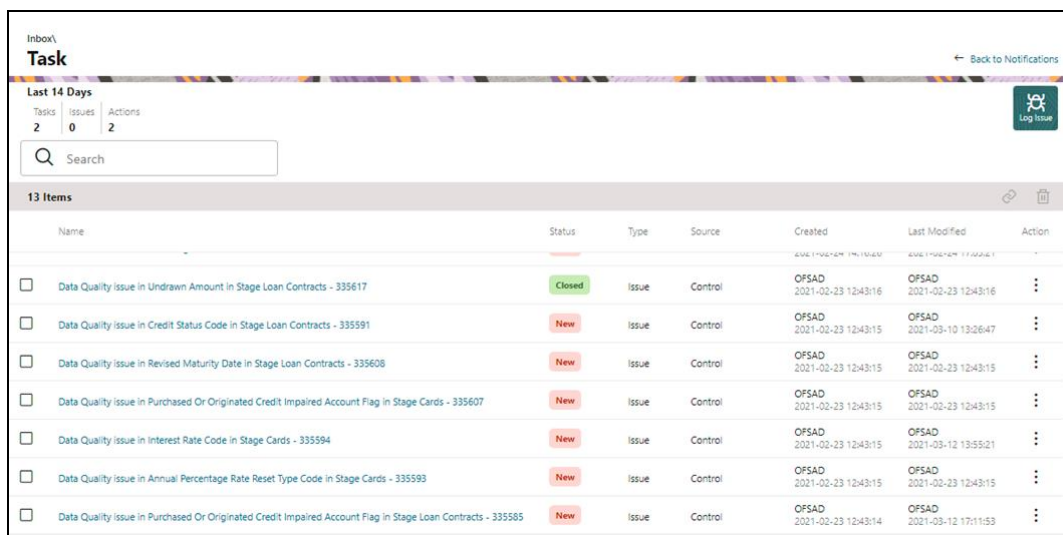 Inbox\
Task
← Back to Notifications
Last 14 Days
Tasks Issues Actions
2 0 2
Log Issue
Search
13 Items
Name Status Type Source Created Last Modified Action
Data Quality issue in Undrawn Amount in Stage Loan Contracts - 335617 Closed Issue Control OFSAD OFSAD
2021-02-23 12:43:16 2021-02-23 12:43:16
Data Quality issue in Credit Status Code in Stage Loan Contracts - 335591 New Issue Control OFSAD OFSAD
2021-02-23 12:43:15 2021-03-10 13:26:47
Data Quality issue in Revised Maturity Date in Stage Loan Contracts - 335608 New Issue Control OFSAD OFSAD
2021-02-23 12:43:15 2021-02-23 12:43:15
Data Quality issue in Purchased Or Originated Credit Impaired Account Flag in Stage Cards - 335607 New Issue Control OFSAD OFSAD
2021-02-23 12:43:15 2021-02-23 12:43:15
Data Quality issue in Interest Rate Code in Stage Cards - 335594 New Issue Control OFSAD OFSAD
2021-02-23 12:43:15 2021-03-12 13:55:21
Data Quality issue in Annual Percentage Rate Reset Type Code in Stage Cards - 335593 New Issue Control OFSAD OFSAD
2021-02-23 12:43:15 2021-02-23 12:43:15
Data Quality issue in Purchased Or Originated Credit Impaired Account Flag in Stage Loan Contracts - 335585 New Issue Control OFSAD OFSAD
2021-02-23 12:43:14 2021-03-12 17:11:53